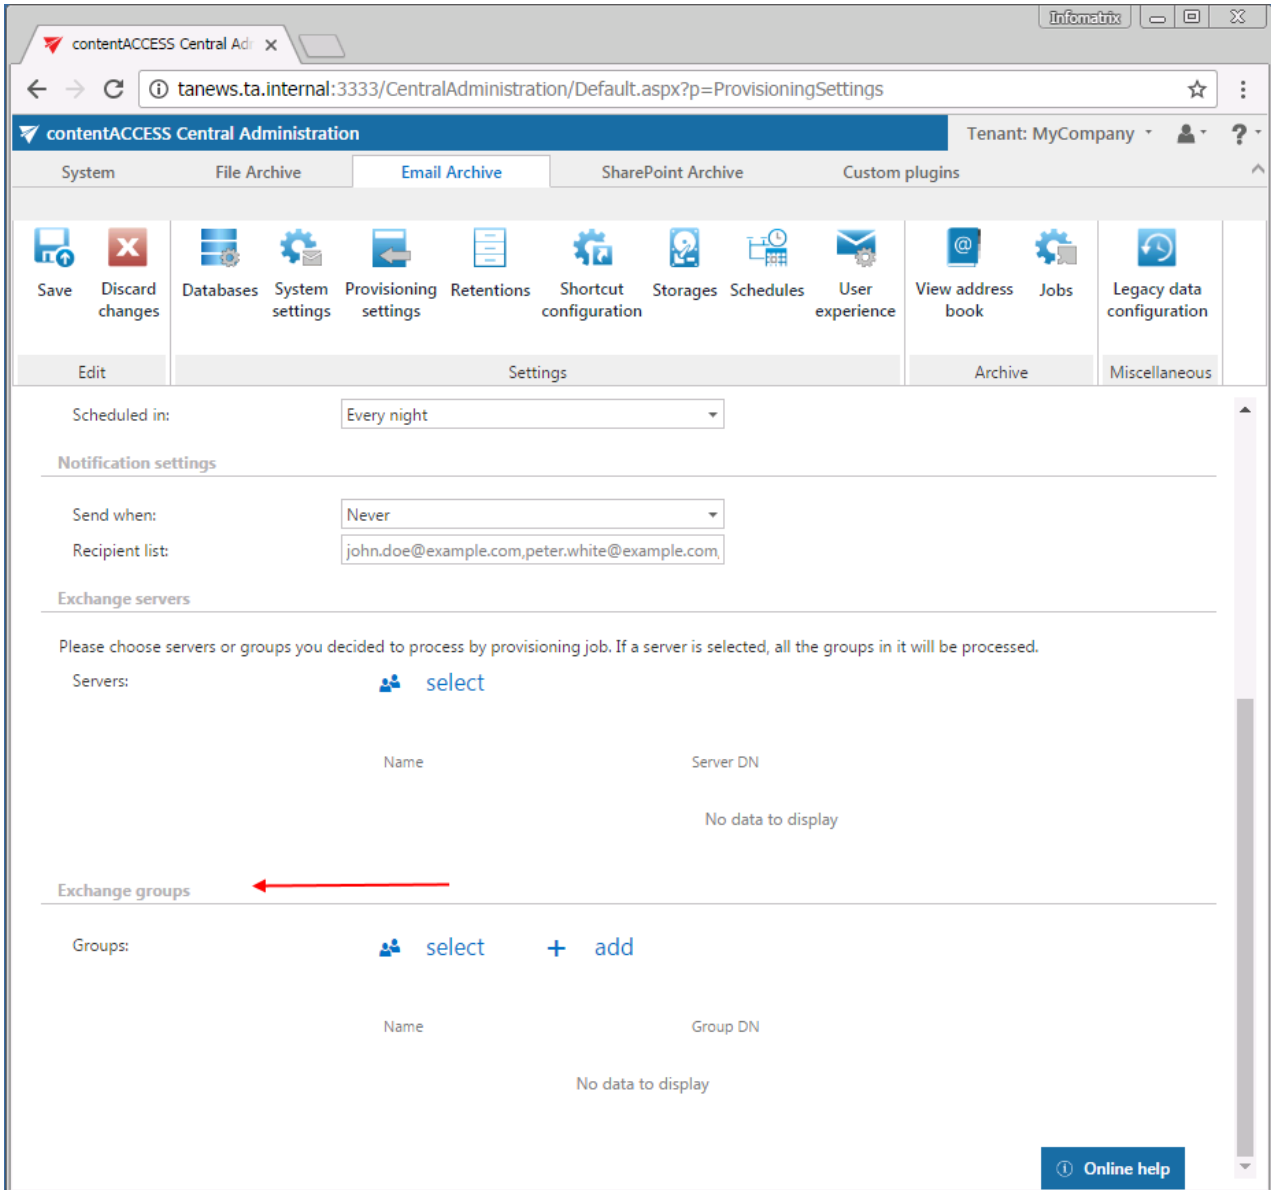 Infomatrix
contentACCESS Central Adr
tanews.ta.internal:3333/CentralAdministration/Default.aspx?p=ProvisioningSettings
contentACCESS Central Administration Tenant: MyCompany ?
System File Archive Email Archive SharePoint Archive Custom plugins
Save Discard changes Databases System settings Provisioning settings Retentions Shortcut configuration Storages Schedules User experience View address book Jobs Legacy data configuration
Edit Settings Archive Miscellaneous
Scheduled in: Every night
Notification settings
Send when: Never
Recipient list: john.doe@example.com,peter.white@example.com,
Exchange servers
Please choose servers or groups you decided to process by provisioning job. If a server is selected, all the groups in it will be processed.
Servers: select
Name Server DN
No data to display
Exchange groups
Groups: select + add
Name Group DN
No data to display
Online help